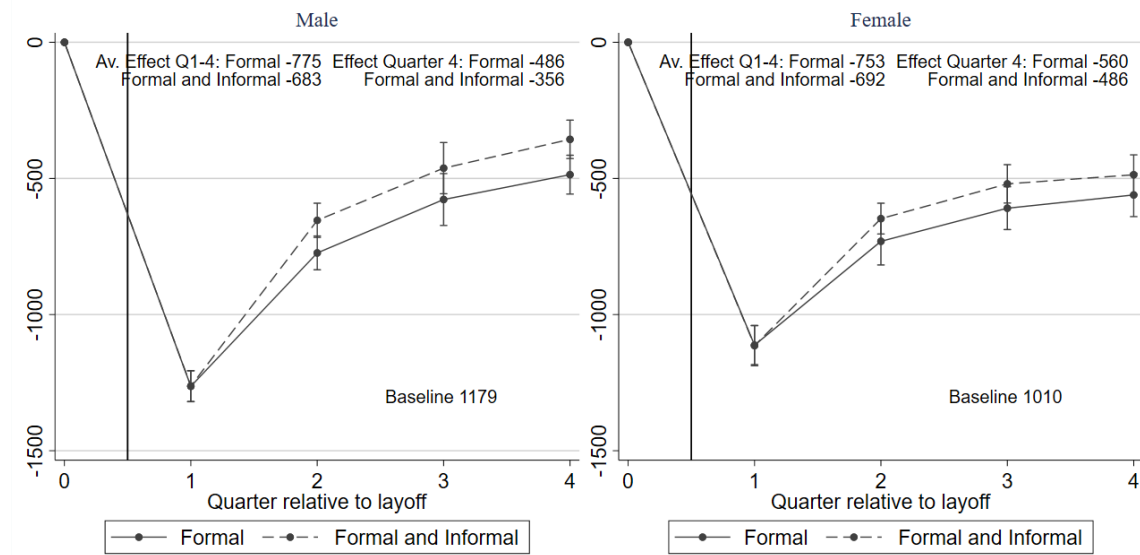 Male
0
-500
-1000
-1500
Av. Effect Q1-4: Formal -775
Formal and Informal -683
Effect Quarter 4: Formal -486
Formal and Informal -356
Baseline 1179
0 1 2 3 4
Quarter relative to layoff
Formal
Formal and Informal
Female
0
-500
-1000
-1500
Av. Effect Q1-4: Formal -753
Formal and Informal -692
Effect Quarter 4: Formal -560
Formal and Informal -486
Baseline 1010
0 1 2 3 4
Quarter relative to layoff
Formal
Formal and Informal